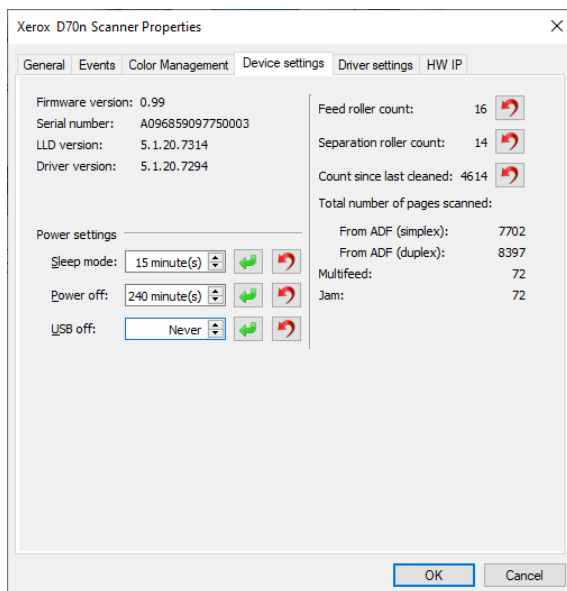 Xerox D70n Scanner Properties
General Events Color Management Device settings Driver settings HW IP
Firmware version: 0.99
Serial number: A096859097750003
LLD version: 5.1.20.7314
Driver version: 5.1.20.7294
Power settings
Sleep mode: 15 minute(s)
Power off: 240 minute(s)
USB off: Never
Feed roller count: 16
Separation roller count: 14
Count since last cleaned: 4614
Total number of pages scanned:
From ADF (simplex): 7702
From ADF (duplex): 8397
Multifeed: 72
Jam: 72
OK Cancel